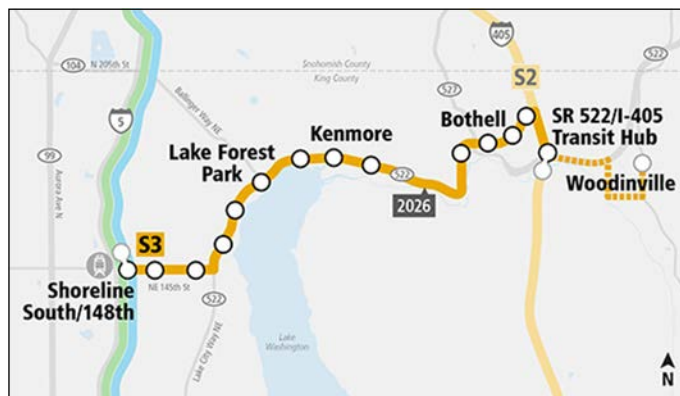 405
522
Snohomish County
104
N 205th St
King County
S2
527
Ballinger Way NE
5
Bothell
SR 522/I-405
Transit Hub
Kenmore
Lake Forest
Park
99
522
Woodinville
Aurora Ave N
2026
S3
Shoreline
South/148th
NE 145th St
522
Lake City Way NE
Lake
Washington
N